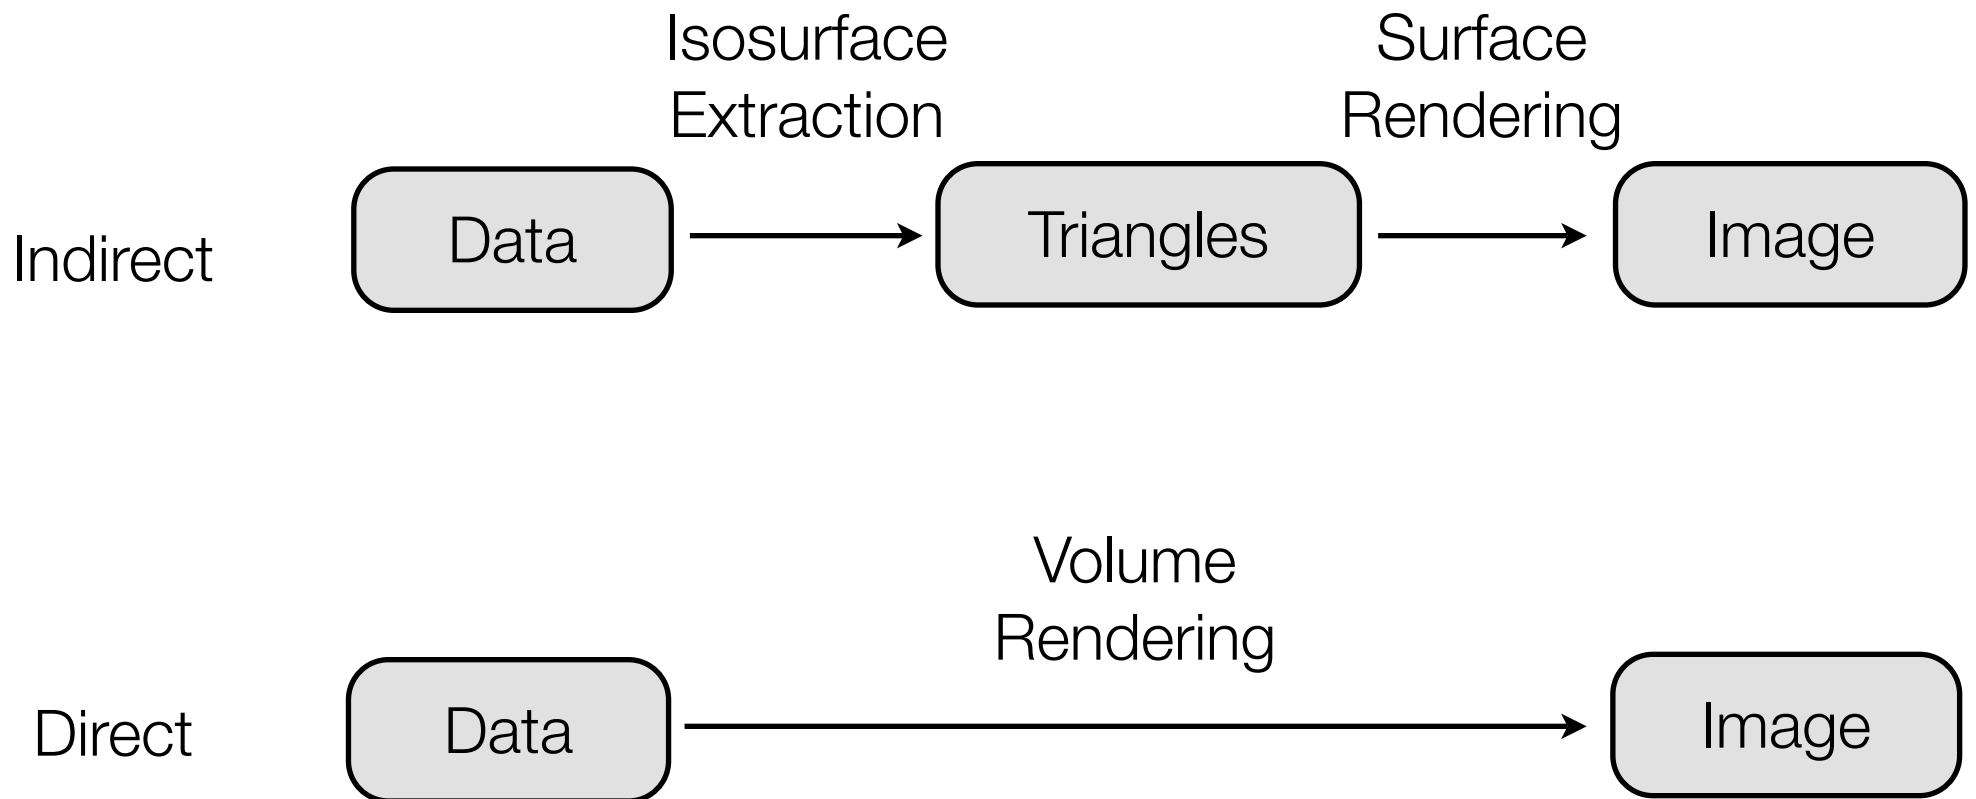 Isosurface
Extraction
Surface
Rendering
Indirect
Data
Triangles
Image
Volume
Rendering
Direct
Data
Image